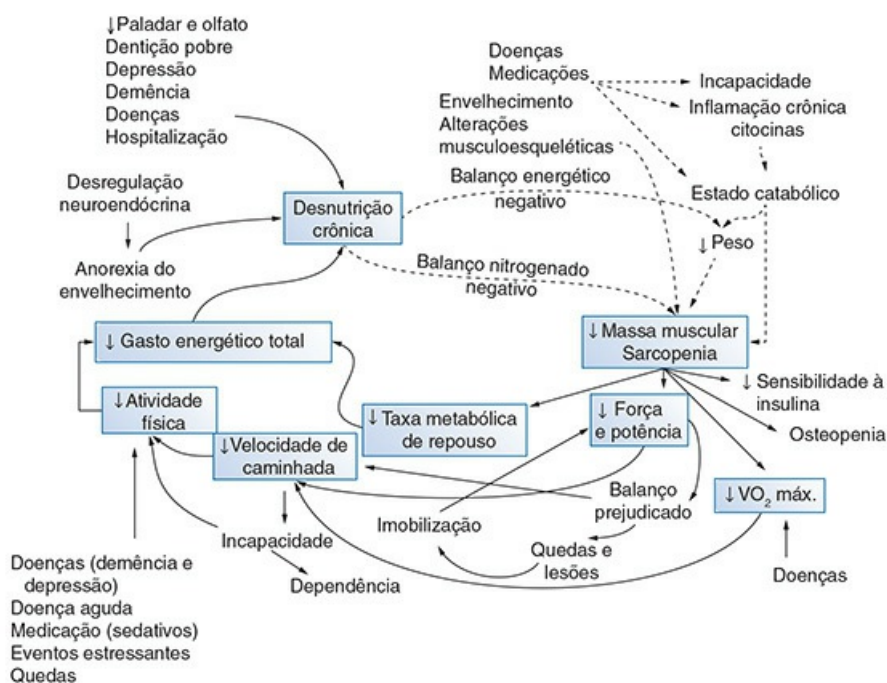 ↓Paladar e olfato
Dentição pobre
Depressão
Demência
Doenças
Hospitalização
Doenças
Medicações
Incapacidade
Inflamação crônica
citocinas
Envelhecimento
Alterações
musculoesqueléticas
Desregulação
neuroendócrina
Balanço energético
negativo
Estado catabólico
Desnutrição
crônica
↓ Peso
Anorexia do
envelhecimento
Balanço nitrogenado
negativo
↓ Gasto energético total
↓ Massa muscular
Sarcopenia
↓ Sensibilidade à
insulina
↓Atividade
física
↓ Taxa metabólica
de repouso
↓ Força
e potência
Osteopenia
↓Velocidade de
caminhada
Balanço
prejudicado
↓ VO₂ máx.
Imobilização
Incapacidade
Quedas e
lesões
Dependência
Doenças
Doenças (demência e
depressão)
Doença aguda
Medicação (sedativos)
Eventos estressantes
Quedas